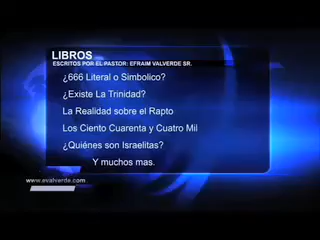 LIBROS
ESCRITOS POR EL PASTOR: EFRAIM VALVERDE SR.
¿666 Literal o Simbolico?
¿Existe La Trinidad?
La Realidad sobre el Rapto
Los Ciento Cuarenta y Cuatro Mil
¿Quiénes son Israelitas?
Y muchos mas.
www.evalverde.com